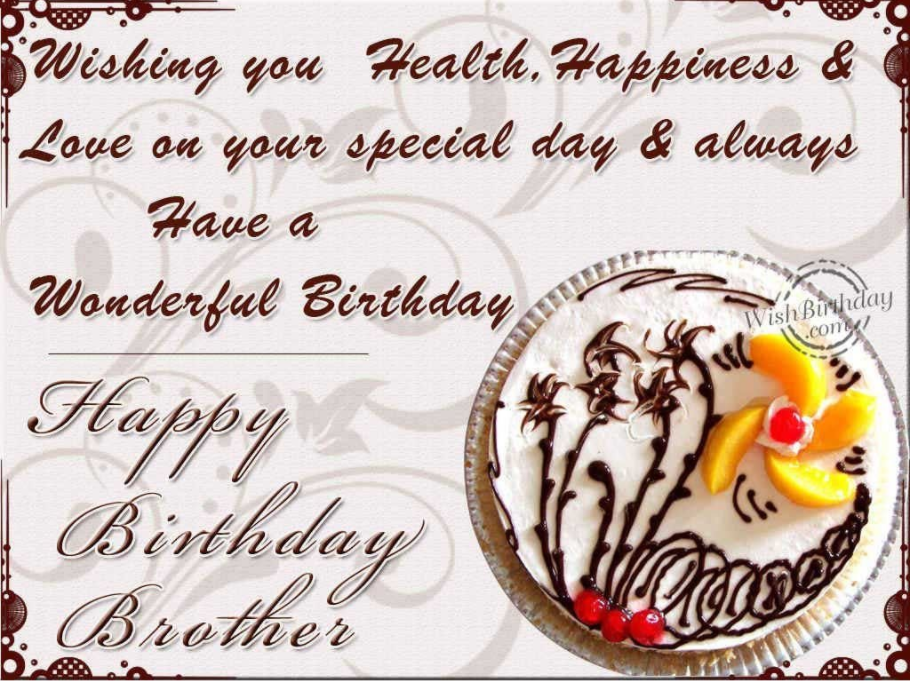 Wishing you Health,Happiness &
Love on your special day & always
Have a
Wonderful Birthday
Happy
Birthday
Brother
WishBirthday
.com